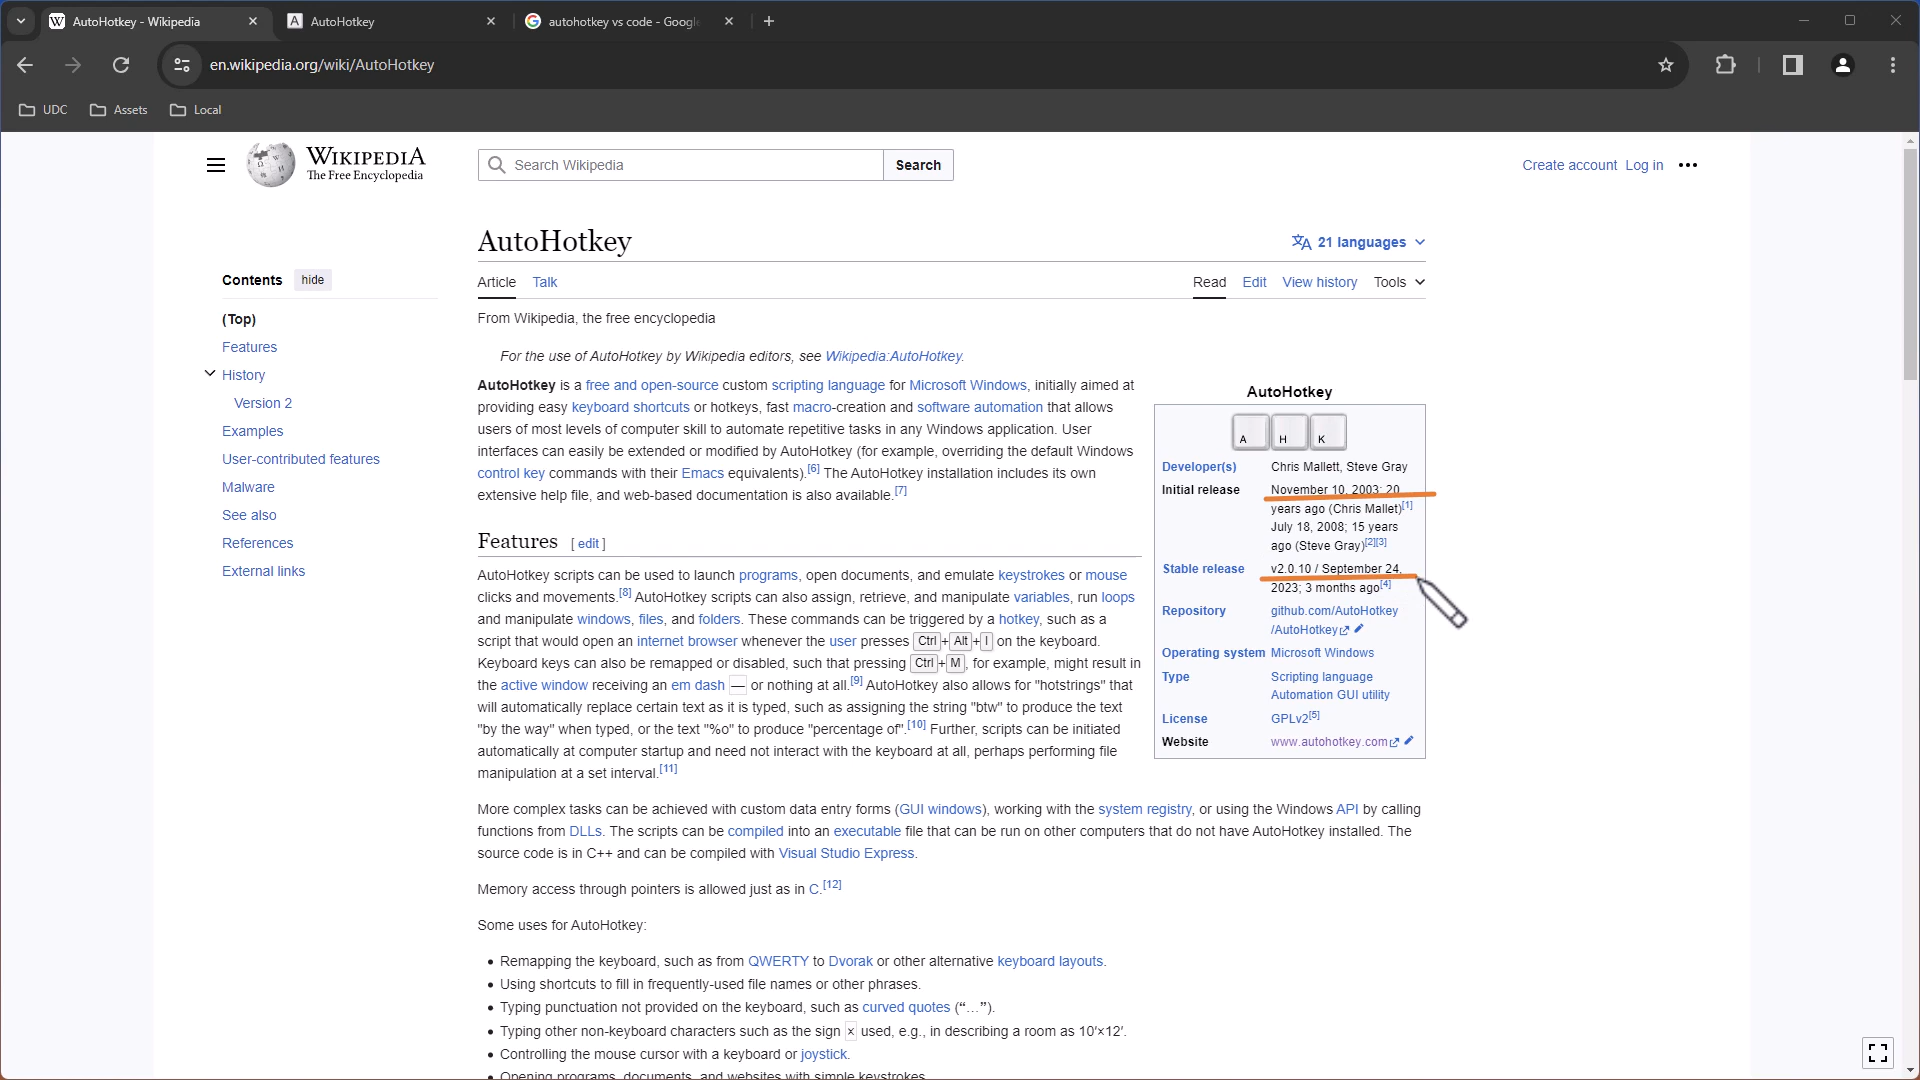 AutoHotkey - Wikipedia
AutoHotkey
autohotkey vs code - Google
en.wikipedia.org/wiki/AutoHotkey
UDC
Assets
Local
WIKIPEDIA
The Free Encyclopedia
Search Wikipedia
Search
Create account Log in
AutoHotkey
21 languages
Contents hide
Article Talk
Read Edit View history Tools
(Top)
Features
History
Version 2
Examples
User-contributed features
Malware
See also
References
External links
From Wikipedia, the free encyclopedia
For the use of AutoHotkey by Wikipedia editors, see Wikipedia:AutoHotkey.
AutoHotkey is a free and open-source custom scripting language for Microsoft Windows, initially aimed at
providing easy keyboard shortcuts or hotkeys, fast macro-creation and software automation that allows
users of most levels of computer skill to automate repetitive tasks in any Windows application. User
interfaces can easily be extended or modified by AutoHotkey (for example, overriding the default Windows
control key commands with their Emacs equivalents).[6] The AutoHotkey installation includes its own
extensive help file, and web-based documentation is also available.[7]
AutoHotkey
A H K
Developer(s) Chris Mallett, Steve Gray
Initial release November 10, 2003; 20
years ago (Chris Mallet)[1]
July 18, 2008; 15 years
ago (Steve Gray)[2][3]
Stable release v2.0.10 / September 24,
2023; 3 months ago[4]
Repository github.com/AutoHotkey
/AutoHotkey
Operating system Microsoft Windows
Type Scripting language
Automation GUI utility
License GPLv2[5]
Website www.autohotkey.com
Features [ edit ]
AutoHotkey scripts can be used to launch programs, open documents, and emulate keystrokes or mouse
clicks and movements.[8] AutoHotkey scripts can also assign, retrieve, and manipulate variables, run loops
and manipulate windows, files, and folders. These commands can be triggered by a hotkey, such as a
script that would open an internet browser whenever the user presses Ctrl+Alt+I on the keyboard.
Keyboard keys can also be remapped or disabled, such that pressing Ctrl+M, for example, might result in
the active window receiving an em dash — or nothing at all.[9] AutoHotkey also allows for "hotstrings" that
will automatically replace certain text as it is typed, such as assigning the string "btw" to produce the text
"by the way" when typed, or the text "%o" to produce "percentage of".[10] Further, scripts can be initiated
automatically at computer startup and need not interact with the keyboard at all, perhaps performing file
manipulation at a set interval.[11]
More complex tasks can be achieved with custom data entry forms (GUI windows), working with the system registry, or using the Windows API by calling
functions from DLLs. The scripts can be compiled into an executable file that can be run on other computers that do not have AutoHotkey installed. The
source code is in C++ and can be compiled with Visual Studio Express.
Memory access through pointers is allowed just as in C.[12]
Some uses for AutoHotkey:
• Remapping the keyboard, such as from QWERTY to Dvorak or other alternative keyboard layouts.
• Using shortcuts to fill in frequently-used file names or other phrases.
• Typing punctuation not provided on the keyboard, such as curved quotes (“…”).
• Typing other non-keyboard characters such as the sign × used, e.g., in describing a room as 10′×12′.
• Controlling the mouse cursor with a keyboard or joystick.
• Opening programs, documents, and websites with simple keystrokes.